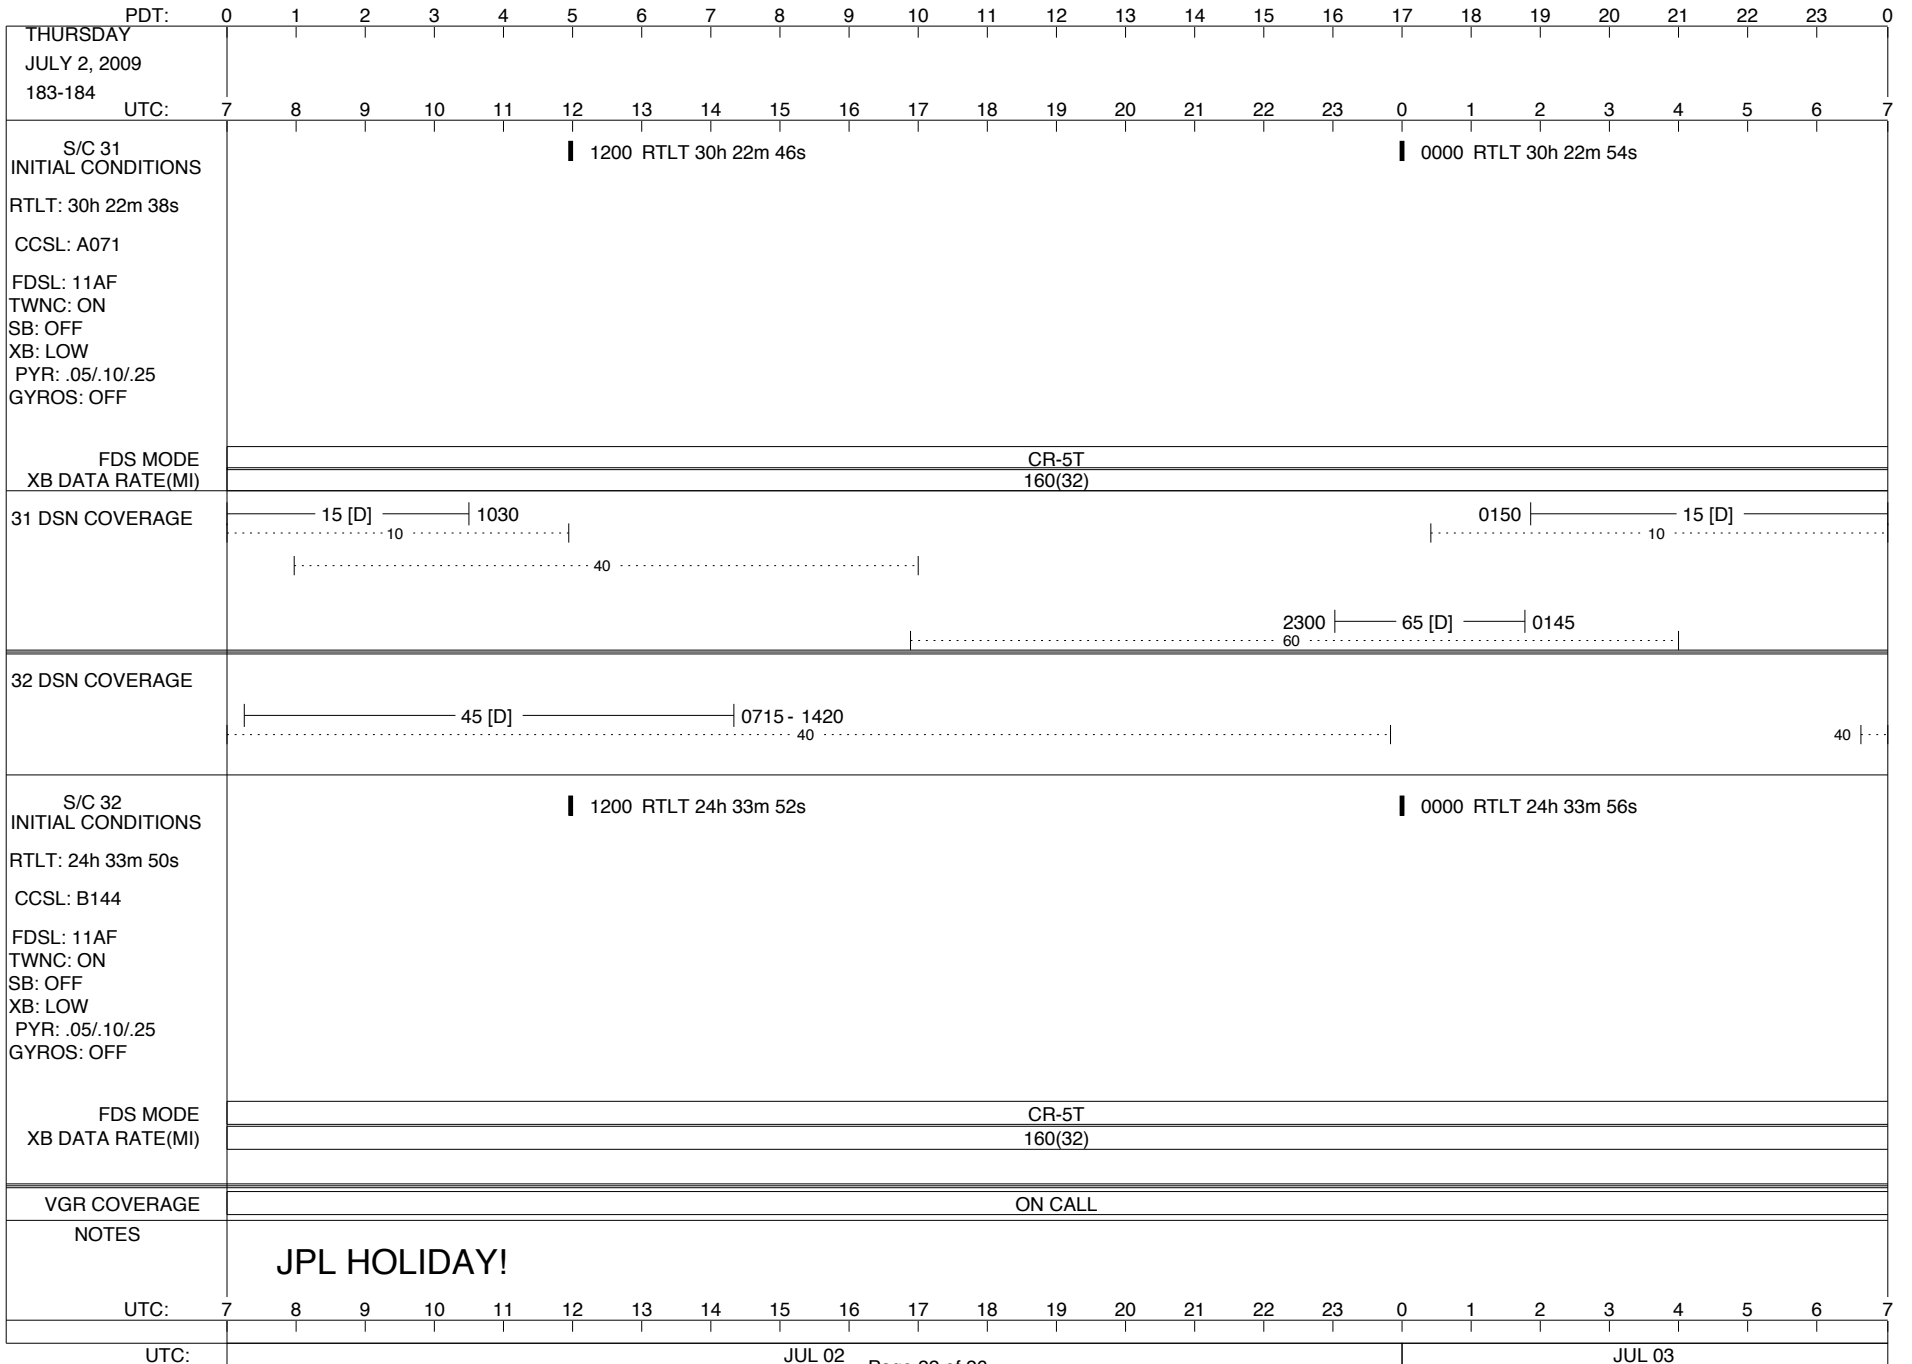 PDT: 0 1 2 3 4 5 6 7 8 9 10 11 12 13 14 15 16 17 18 19 20 21 22 23 0
THURSDAY
JULY 2, 2009
183-184
UTC: 7 8 9 10 11 12 13 14 15 16 17 18 19 20 21 22 23 0 1 2 3 4 5 6 7
S/C 31
INITIAL CONDITIONS
1200 RTLT 30h 22m 46s
0000 RTLT 30h 22m 54s
RTLT: 30h 22m 38s
CCSL: A071
FDSL: 11AF
TWNC: ON
SB: OFF
XB: LOW
PYR: .05/.10/.25
GYROS: OFF
FDS MODE CR-5T
XB DATA RATE(MI) 160(32)
31 DSN COVERAGE
15 [D] 1030
0150 15 [D]
10
10
40
2300 65 [D] 0145
60
32 DSN COVERAGE
45 [D] 0715 - 1420
40
40
S/C 32
INITIAL CONDITIONS
1200 RTLT 24h 33m 52s
0000 RTLT 24h 33m 56s
RTLT: 24h 33m 50s
CCSL: B144
FDSL: 11AF
TWNC: ON
SB: OFF
XB: LOW
PYR: .05/.10/.25
GYROS: OFF
FDS MODE CR-5T
XB DATA RATE(MI) 160(32)
VGR COVERAGE ON CALL
NOTES
JPL HOLIDAY!
UTC: 7 8 9 10 11 12 13 14 15 16 17 18 19 20 21 22 23 0 1 2 3 4 5 6 7
UTC: JUL 02 JUL 03